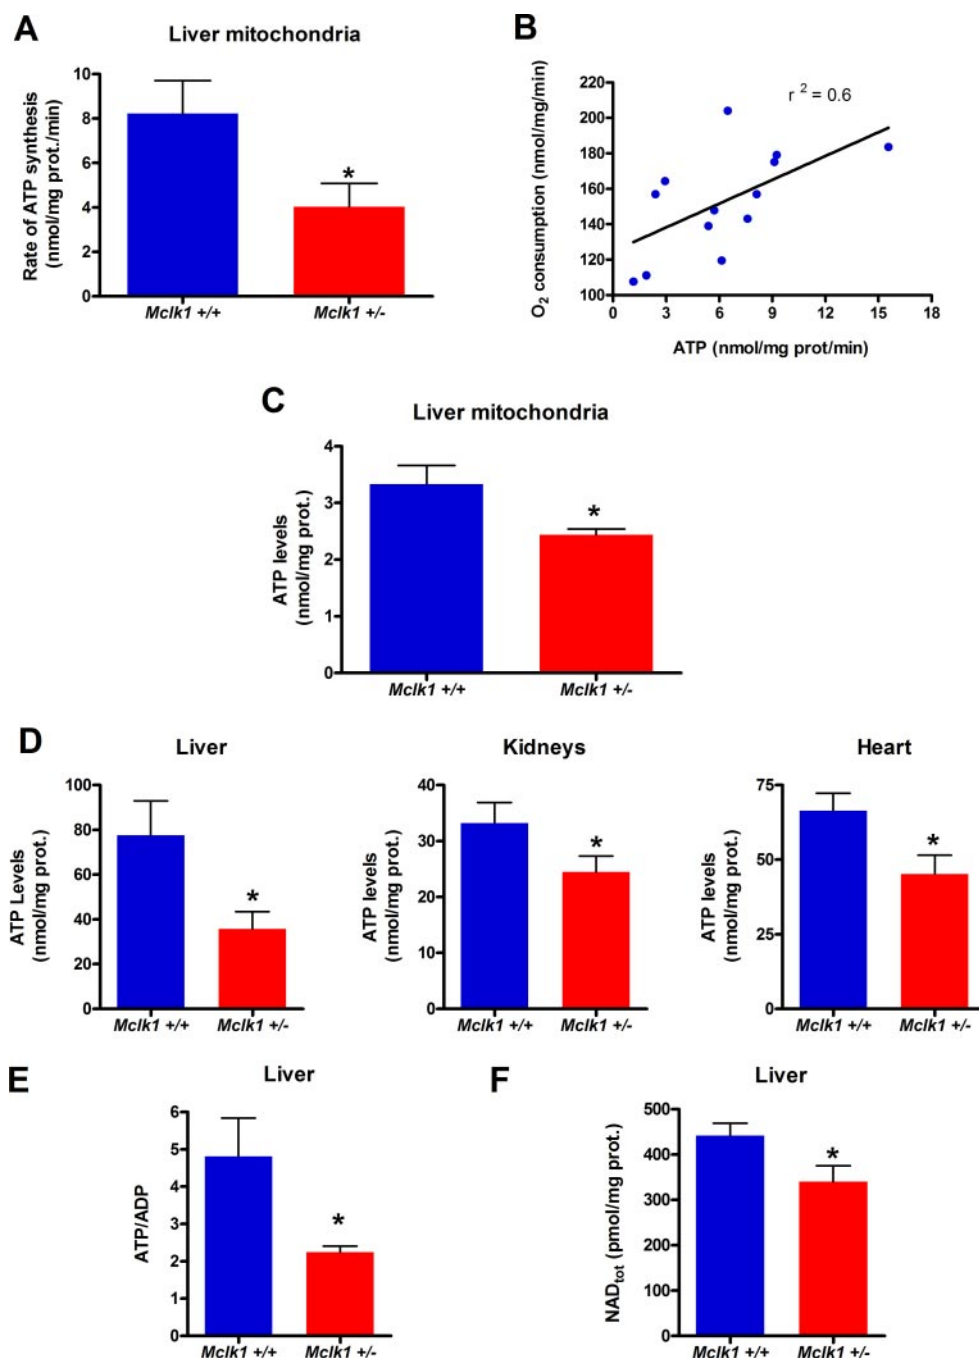 A
Liver mitochondria
Rate of ATP synthesis
(nmol/mg prot./min)
10
8
6
4
2
0
*
Mclk1 +/+
Mclk1 +/-
B
O₂ consumption (nmol/mg/min)
220
200
180
160
140
120
100
r ² = 0.6
0
3
6
9
12
15
18
ATP (nmol/mg prot/min)
C
Liver mitochondria
ATP levels
(nmol/mg prot.)
4
3
2
1
0
*
Mclk1 +/+
Mclk1 +/-
D
Liver
ATP Levels
(nmol/mg prot.)
100
80
60
40
20
0
*
Mclk1 +/+
Mclk1 +/-
Kidneys
ATP levels
(nmol/mg prot.)
40
30
20
10
0
*
Mclk1 +/+
Mclk1 +/-
Heart
ATP levels
(nmol/mg prot.)
75
50
25
0
*
Mclk1 +/+
Mclk1 +/-
E
Liver
ATP/ADP
6
5
4
3
2
1
0
*
Mclk1 +/+
Mclk1 +/-
F
Liver
NADtot (pmol/mg prot.)
500
400
300
200
100
0
*
Mclk1 +/+
Mclk1 +/-